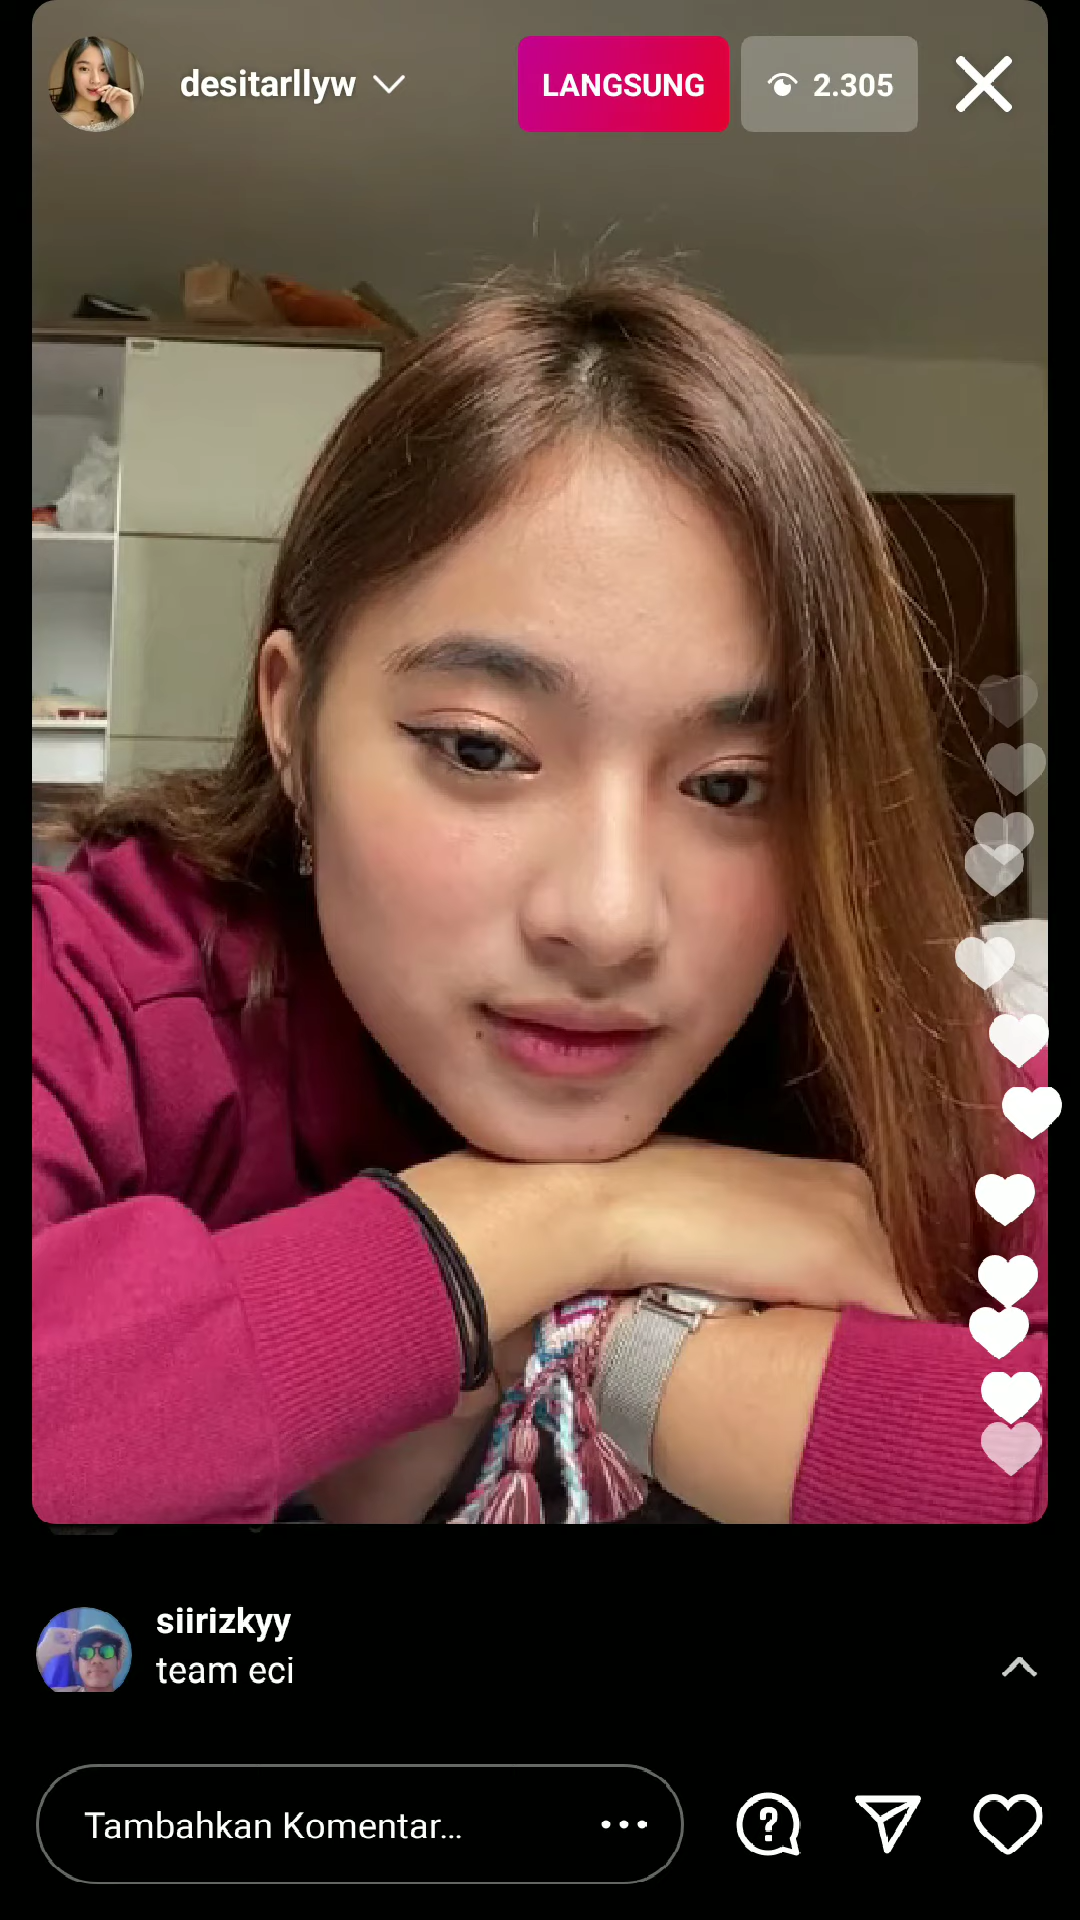 desitarllyw
LANGSUNG
2.305
siirizkyy
team eci
Tambahkan Komentar...